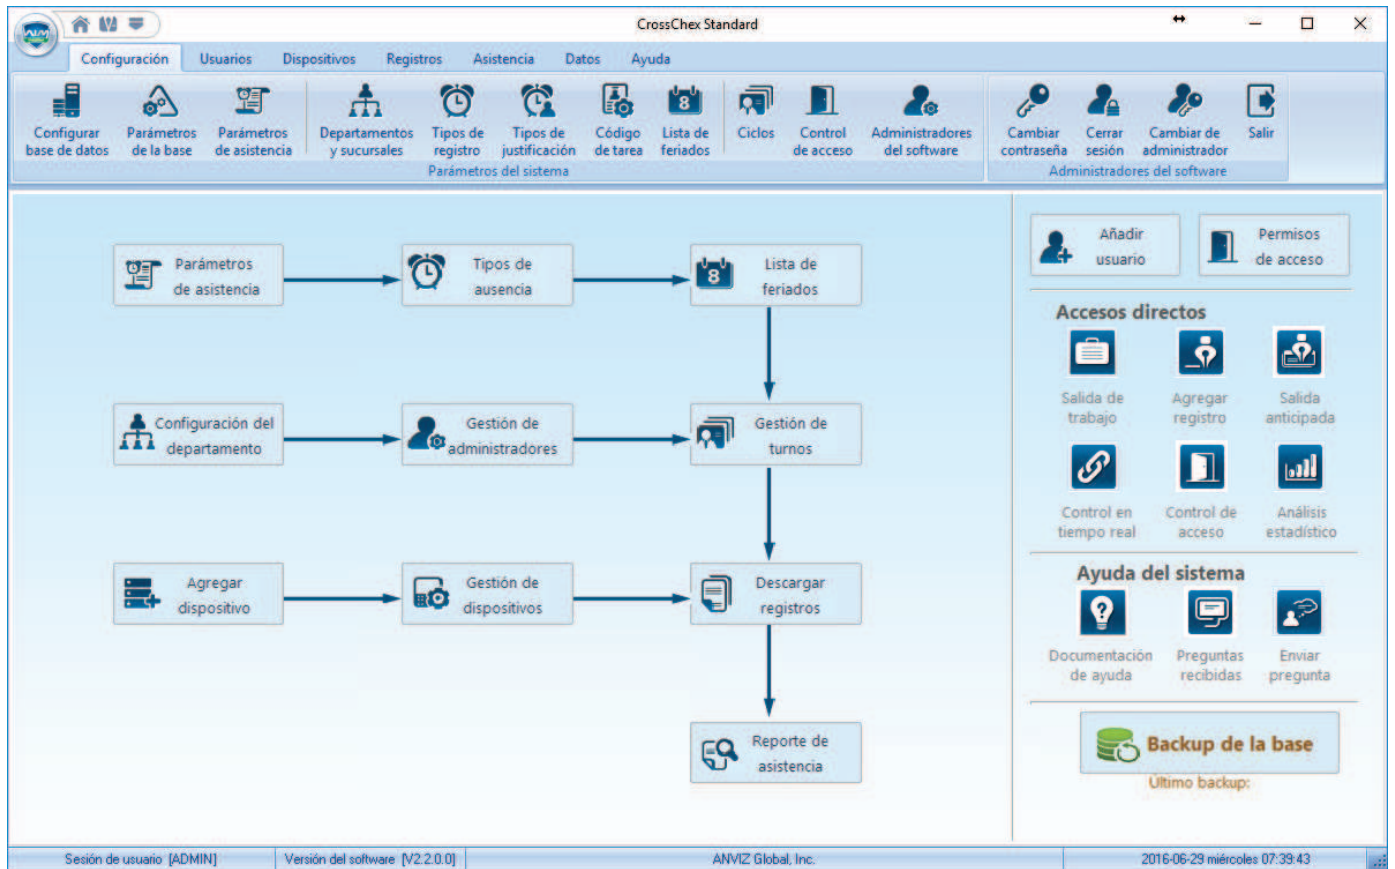 CrossChex Standard
Configuración Usuarios Dispositivos Registros Asistencia Datos Ayuda
Configurar base de datos
Parámetros de la base
Parámetros de asistencia
Departamentos y sucursales
Tipos de registro
Tipos de justificación
Código de tarea
Lista de feriados
Ciclos
Control de acceso
Administradores del software
Cambiar contraseña
Cerrar sesión
Cambiar de administrador
Salir
Parámetros del sistema
Administradores del software
Parámetros
de asistencia
Tipos de
ausencia
8
Lista de
feriados
Configuración del
departamento
Gestión de
administradores
Gestión de
turnos
Agregar
dispositivo
Gestión de
dispositivos
Descargar
registros
Reporte de
asistencia
Añadir
usuario
Permisos
de acceso
Accesos directos
Salida de
trabajo
Agregar
registro
Salida
anticipada
Control en
tiempo real
Control de
acceso
Análisis
estadístico
Ayuda del sistema
Documentación
de ayuda
Preguntas
recibidas
Enviar
pregunta
Backup de la base
Último backup:
Sesión de usuario [ADMIN] Versión del software [V2.2.0.0] ANVIZ Global, Inc. 2016-06-29 miércoles 07:39:43